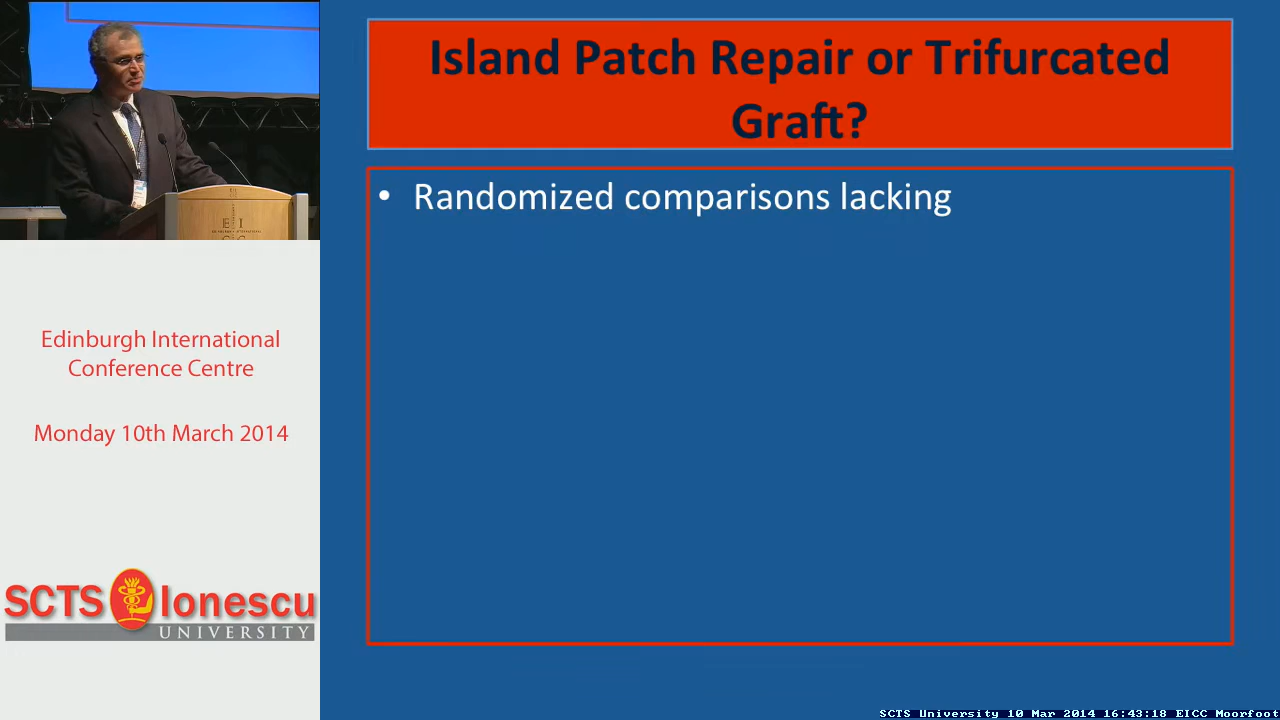 Island Patch Repair or Trifurcated
Graft?
• Randomized comparisons lacking
E I
Edinburgh International
Conference Centre
Monday 10th March 2014
SCTS Ionescu
UNIVERSITY
SCTS University 10 Mar 2014 16:43:18 EICC Moorfoot